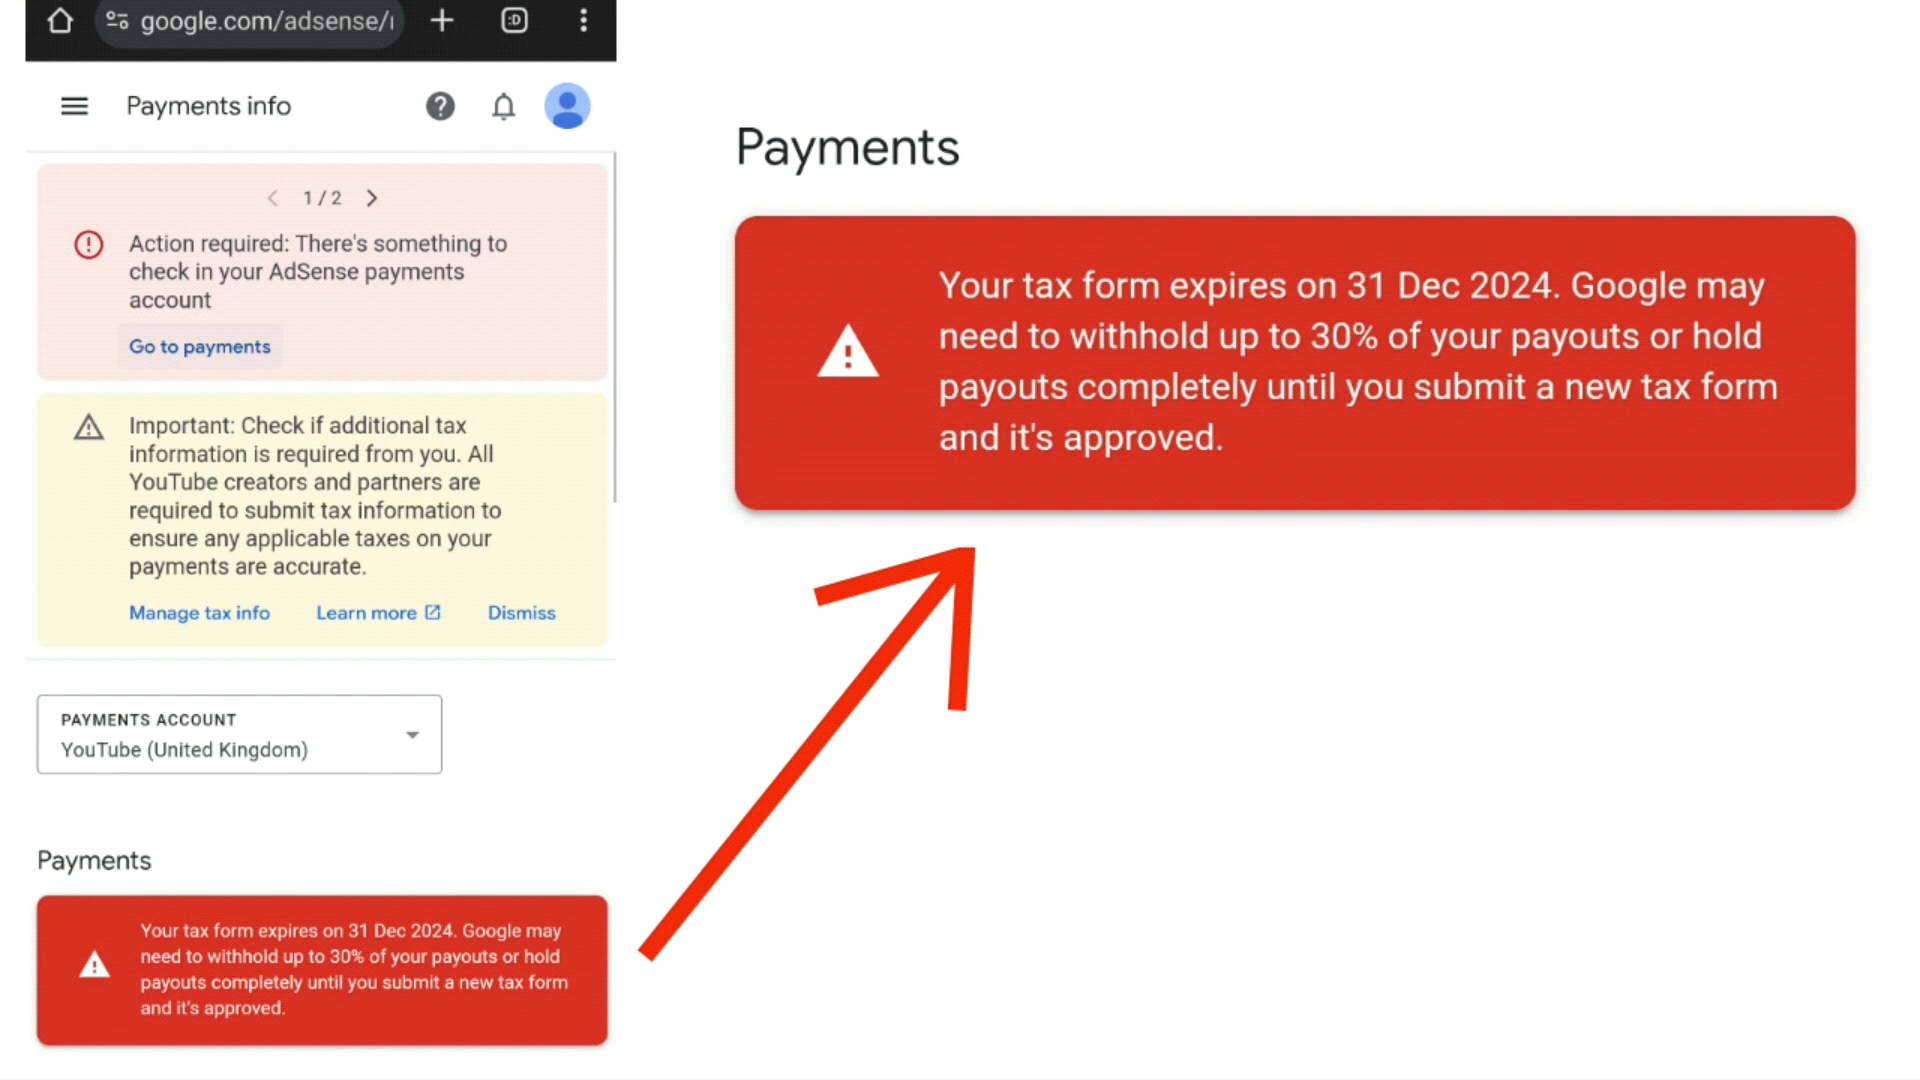 google.com/adsense/
:D
Payments info
1 / 2
Action required: There's something to
check in your AdSense payments
account
Go to payments
Important: Check if additional tax
information is required from you. All
YouTube creators and partners are
required to submit tax information to
ensure any applicable taxes on your
payments are accurate.
Manage tax info Learn more Dismiss
PAYMENTS ACCOUNT
YouTube (United Kingdom)
Payments
Your tax form expires on 31 Dec 2024. Google may
need to withhold up to 30% of your payouts or hold
payouts completely until you submit a new tax form
and it's approved.
Payments
Your tax form expires on 31 Dec 2024. Google may
need to withhold up to 30% of your payouts or hold
payouts completely until you submit a new tax form
and it's approved.